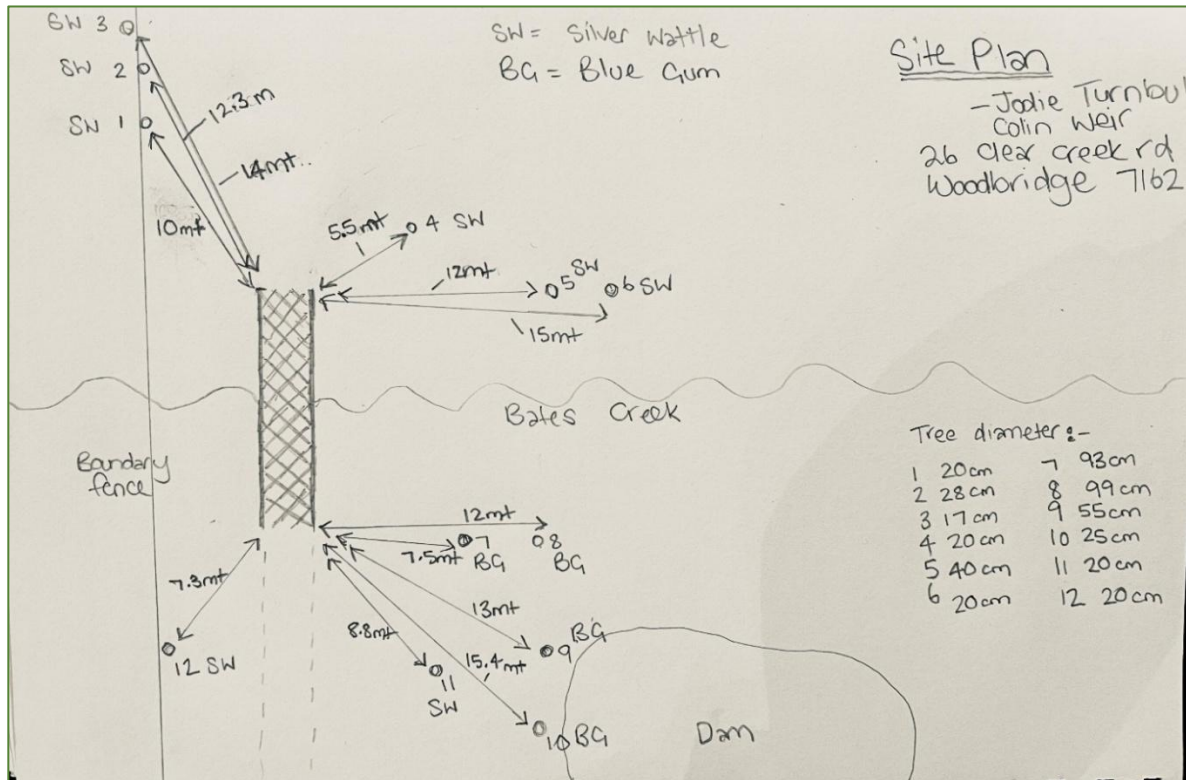 SW 3
SW 2
SW 1
SW = Silver Wattle
BG = Blue Gum
Site Plan
- Jodie Turnbul
Colin Weir
26 Clear Creek rd
Woodbridge 7162
12.3m
14mt
10mt
5.5mt
4 SW
12mt
5 SW
6 SW
15mt
Bates Creek
Boundary
fence
12mt
7.5mt
7
BG
8
BG
7.3mt
12 SW
13mt
BG
9
8.8mt
15.4mt
11
SW
10 BG
Dam
Tree diameter :-
1 20cm 7 93cm
2 28cm 8 99cm
3 17cm 9 55cm
4 20cm 10 25cm
5 40cm 11 20cm
6 20cm 12 20cm